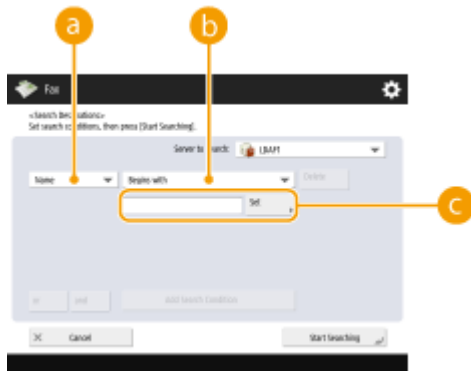 a
b
Fax
<Search Destinations>
Set search conditions, then press [Start Searching].
Server to Search: LDAP1
Name
Begins with
Delete
Set
c
or
and
Add Search Condition
Cancel
Start Searching